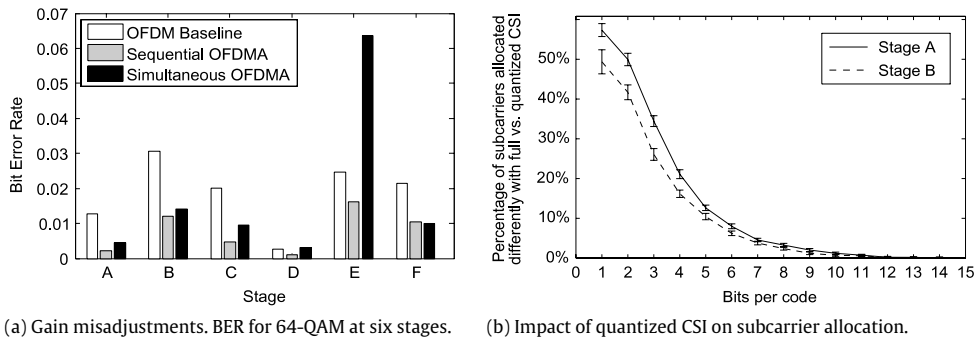 0.07
0.06
0.05
0.04
0.03
0.02
0.01
0
Bit Error Rate
OFDM Baseline
Sequential OFDMA
Simultaneous OFDMA
A B C D E F
Stage
(a) Gain misadjustments. BER for 64-QAM at six stages.
Percentage of subcarriers allocated
differently with full vs. quantized CSI
50%
40%
30%
20%
10%
0%
Stage A
Stage B
0 1 2 3 4 5 6 7 8 9 10 11 12 13 14 15
Bits per code
(b) Impact of quantized CSI on subcarrier allocation.